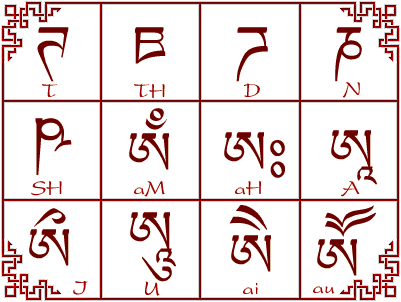 ཊ ཋ ཌ ཎ
T TH D N
ཥ ཨྃ ཨཿ ཨཱ
SH aM aH A
ཨྀ ཨཱུ ཨཻ ཨཽ
I U ai au